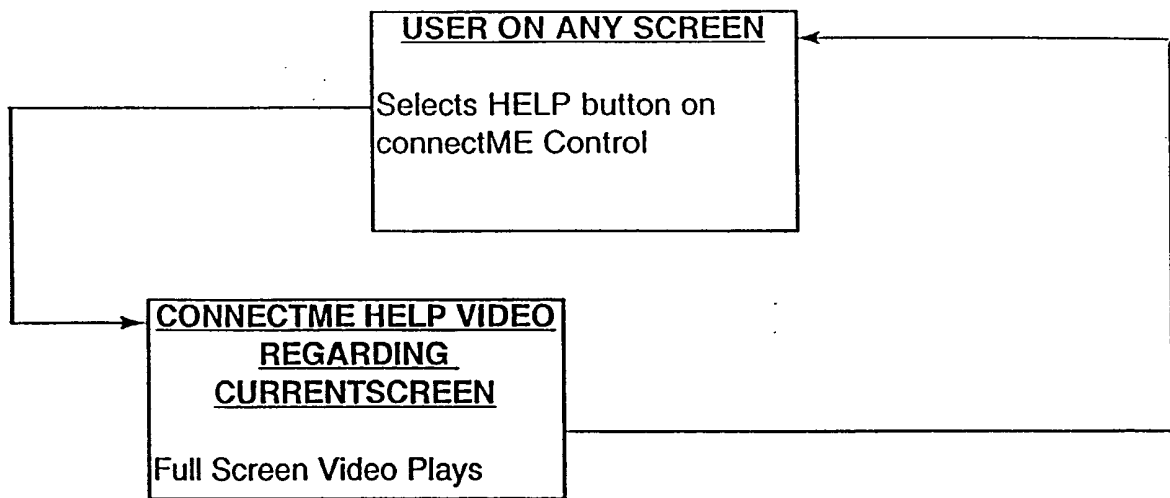 USER ON ANY SCREEN
Selects HELP button on
connectME Control
CONNECTME HELP VIDEO
REGARDING
CURRENTSCREEN
Full Screen Video Plays